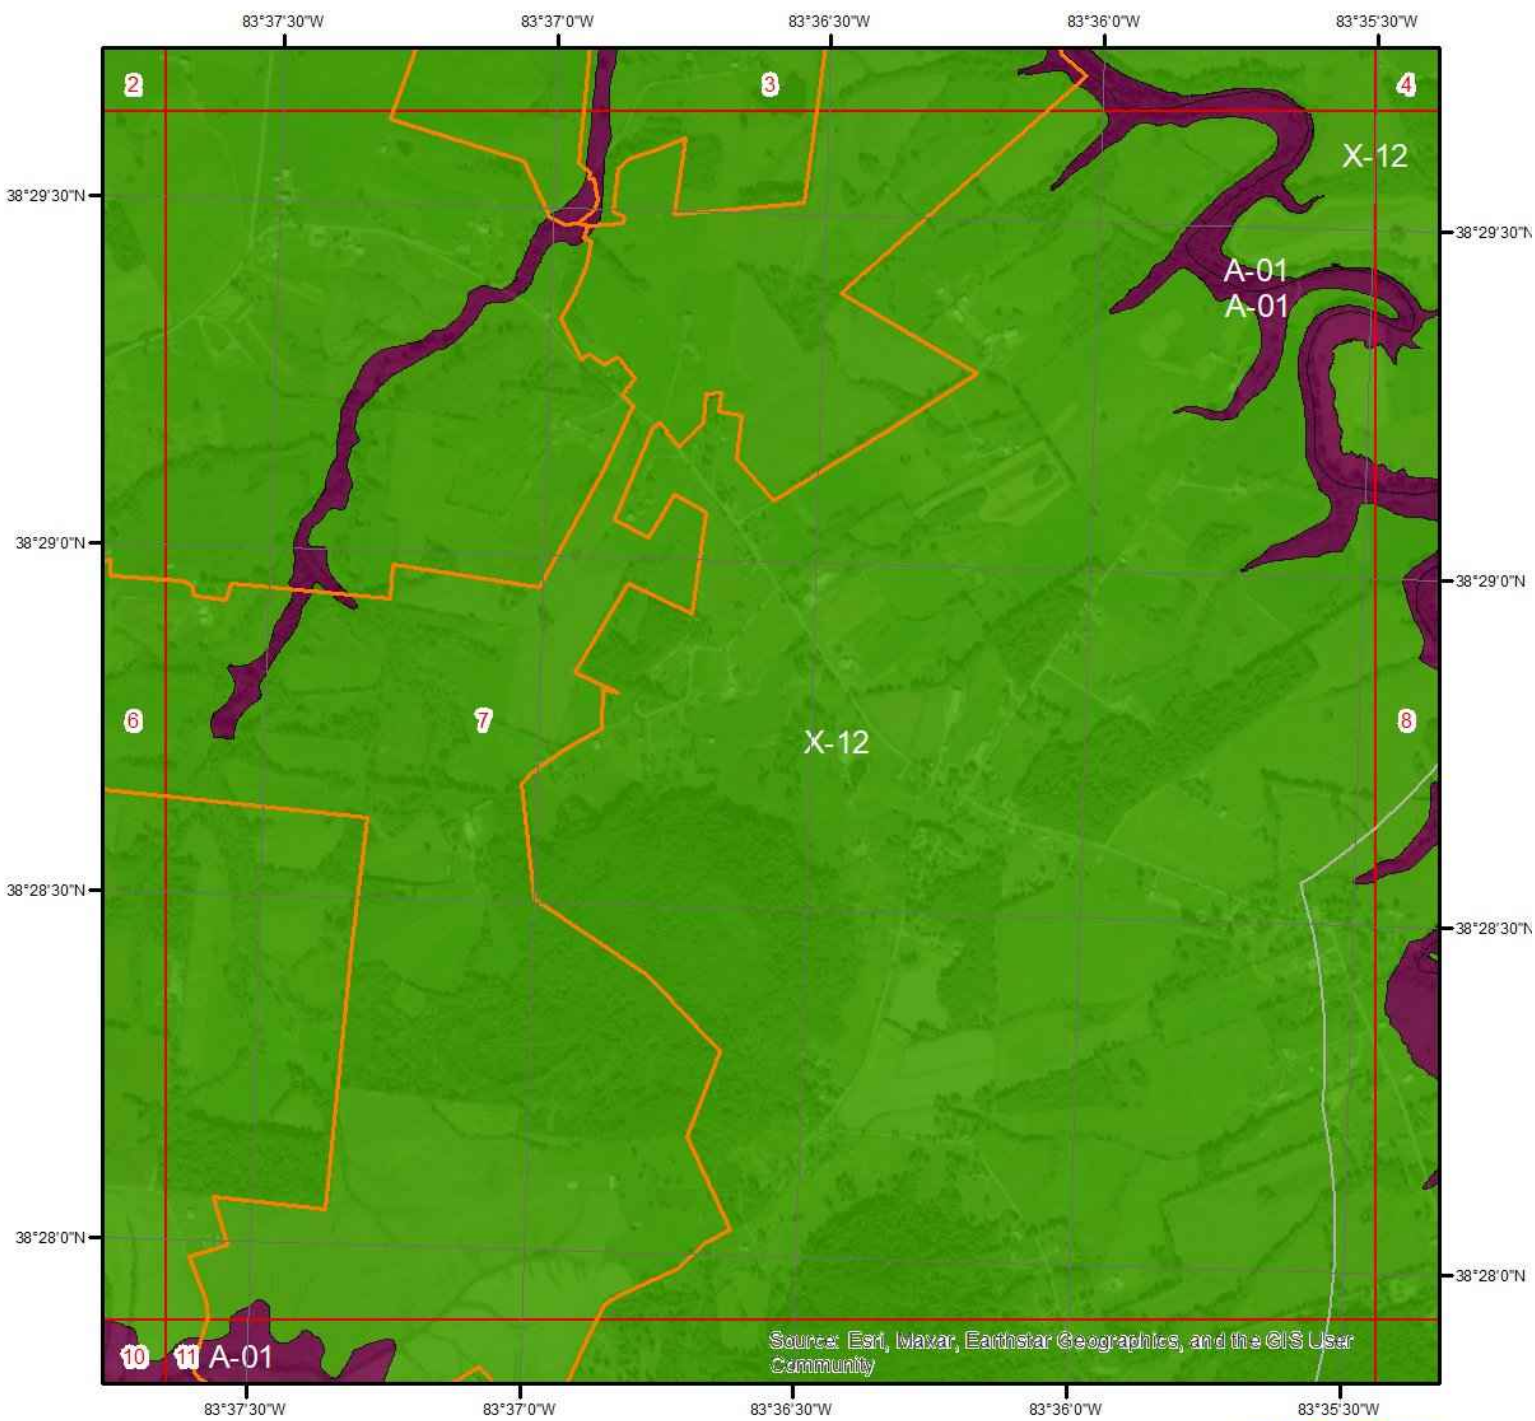 83°37'30"W 83°37'0"W 83°36'30"W 83°36'0"W 83°35'30"W
2 3 4
X-12
38°29'30"N
38°29'30"N
A-01
A-01
38°29'0"N
38°29'0"N
6 7 8
X-12
38°28'30"N
38°28'30"N
38°28'0"N
38°28'0"N
Source: Esri, Maxar, Earthstar Geographics, and the GIS User
Community
10 11 A-01
83°37'30"W 83°37'0"W 83°36'30"W 83°36'0"W 83°35'30"W